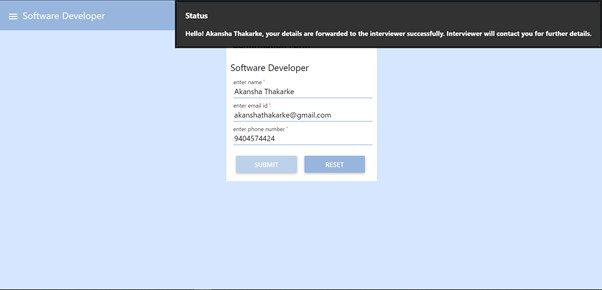 Software Developer
Status
Hello! Akansha Thakarke, your details are forwarded to the interviewer successfully. Interviewer will contact you for further details.
Software Developer
enter name *
Akansha Thakarke
enter email id *
akanshathakarke@gmail.com
enter phone number *
9404574424
SUBMIT
RESET